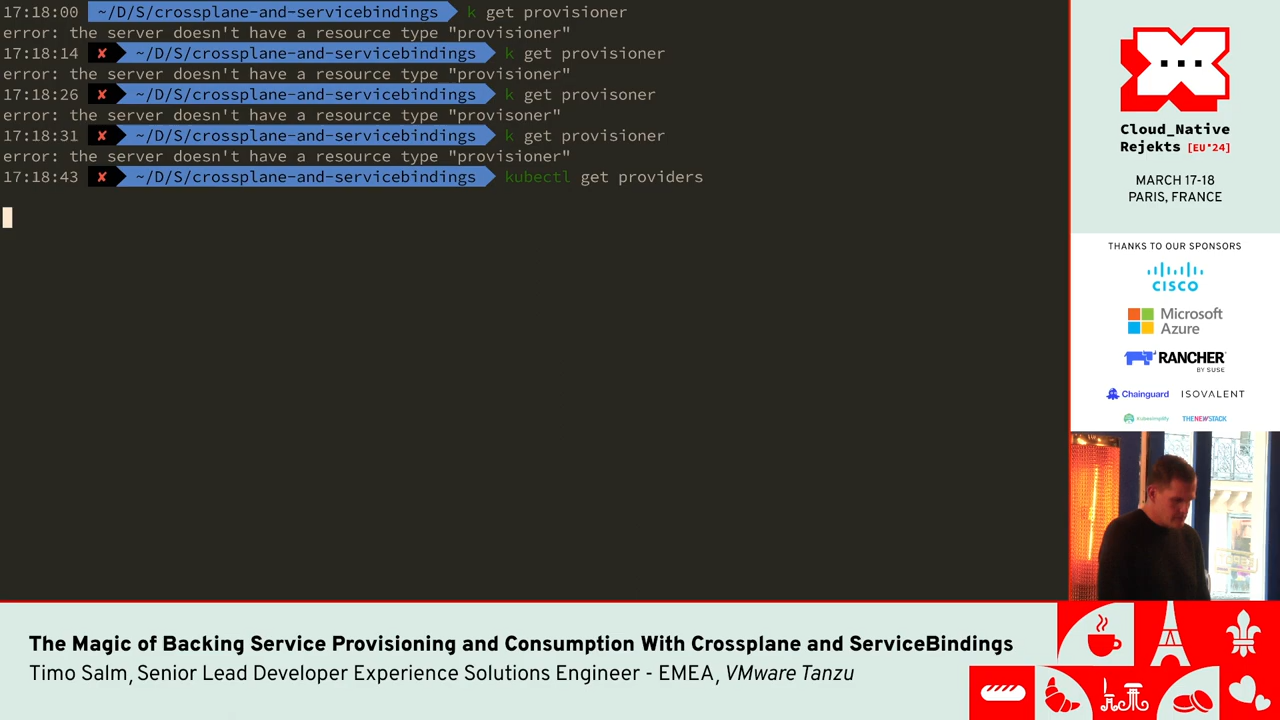 17:18:00 ~/D/S/crossplane-and-servicebindings k get provisioner
error: the server doesn't have a resource type "provisioner"
17:18:14 ✘ ~/D/S/crossplane-and-servicebindings k get provisioner
error: the server doesn't have a resource type "provisioner"
17:18:26 ✘ ~/D/S/crossplane-and-servicebindings k get provisoner
error: the server doesn't have a resource type "provisoner"
17:18:31 ✘ ~/D/S/crossplane-and-servicebindings k get provisioner
error: the server doesn't have a resource type "provisioner"
17:18:43 ✘ ~/D/S/crossplane-and-servicebindings kubectl get providers
Cloud_Native
Rejekts [EU'24]
MARCH 17-18
PARIS, FRANCE
THANKS TO OUR SPONSORS
CISCO
Microsoft
Azure
RANCHER
BY SUSE
Chainguard ISOVALENT
Kubesimplify THENEWSTACK
The Magic of Backing Service Provisioning and Consumption With Crossplane and ServiceBindings
Timo Salm, Senior Lead Developer Experience Solutions Engineer - EMEA, VMware Tanzu